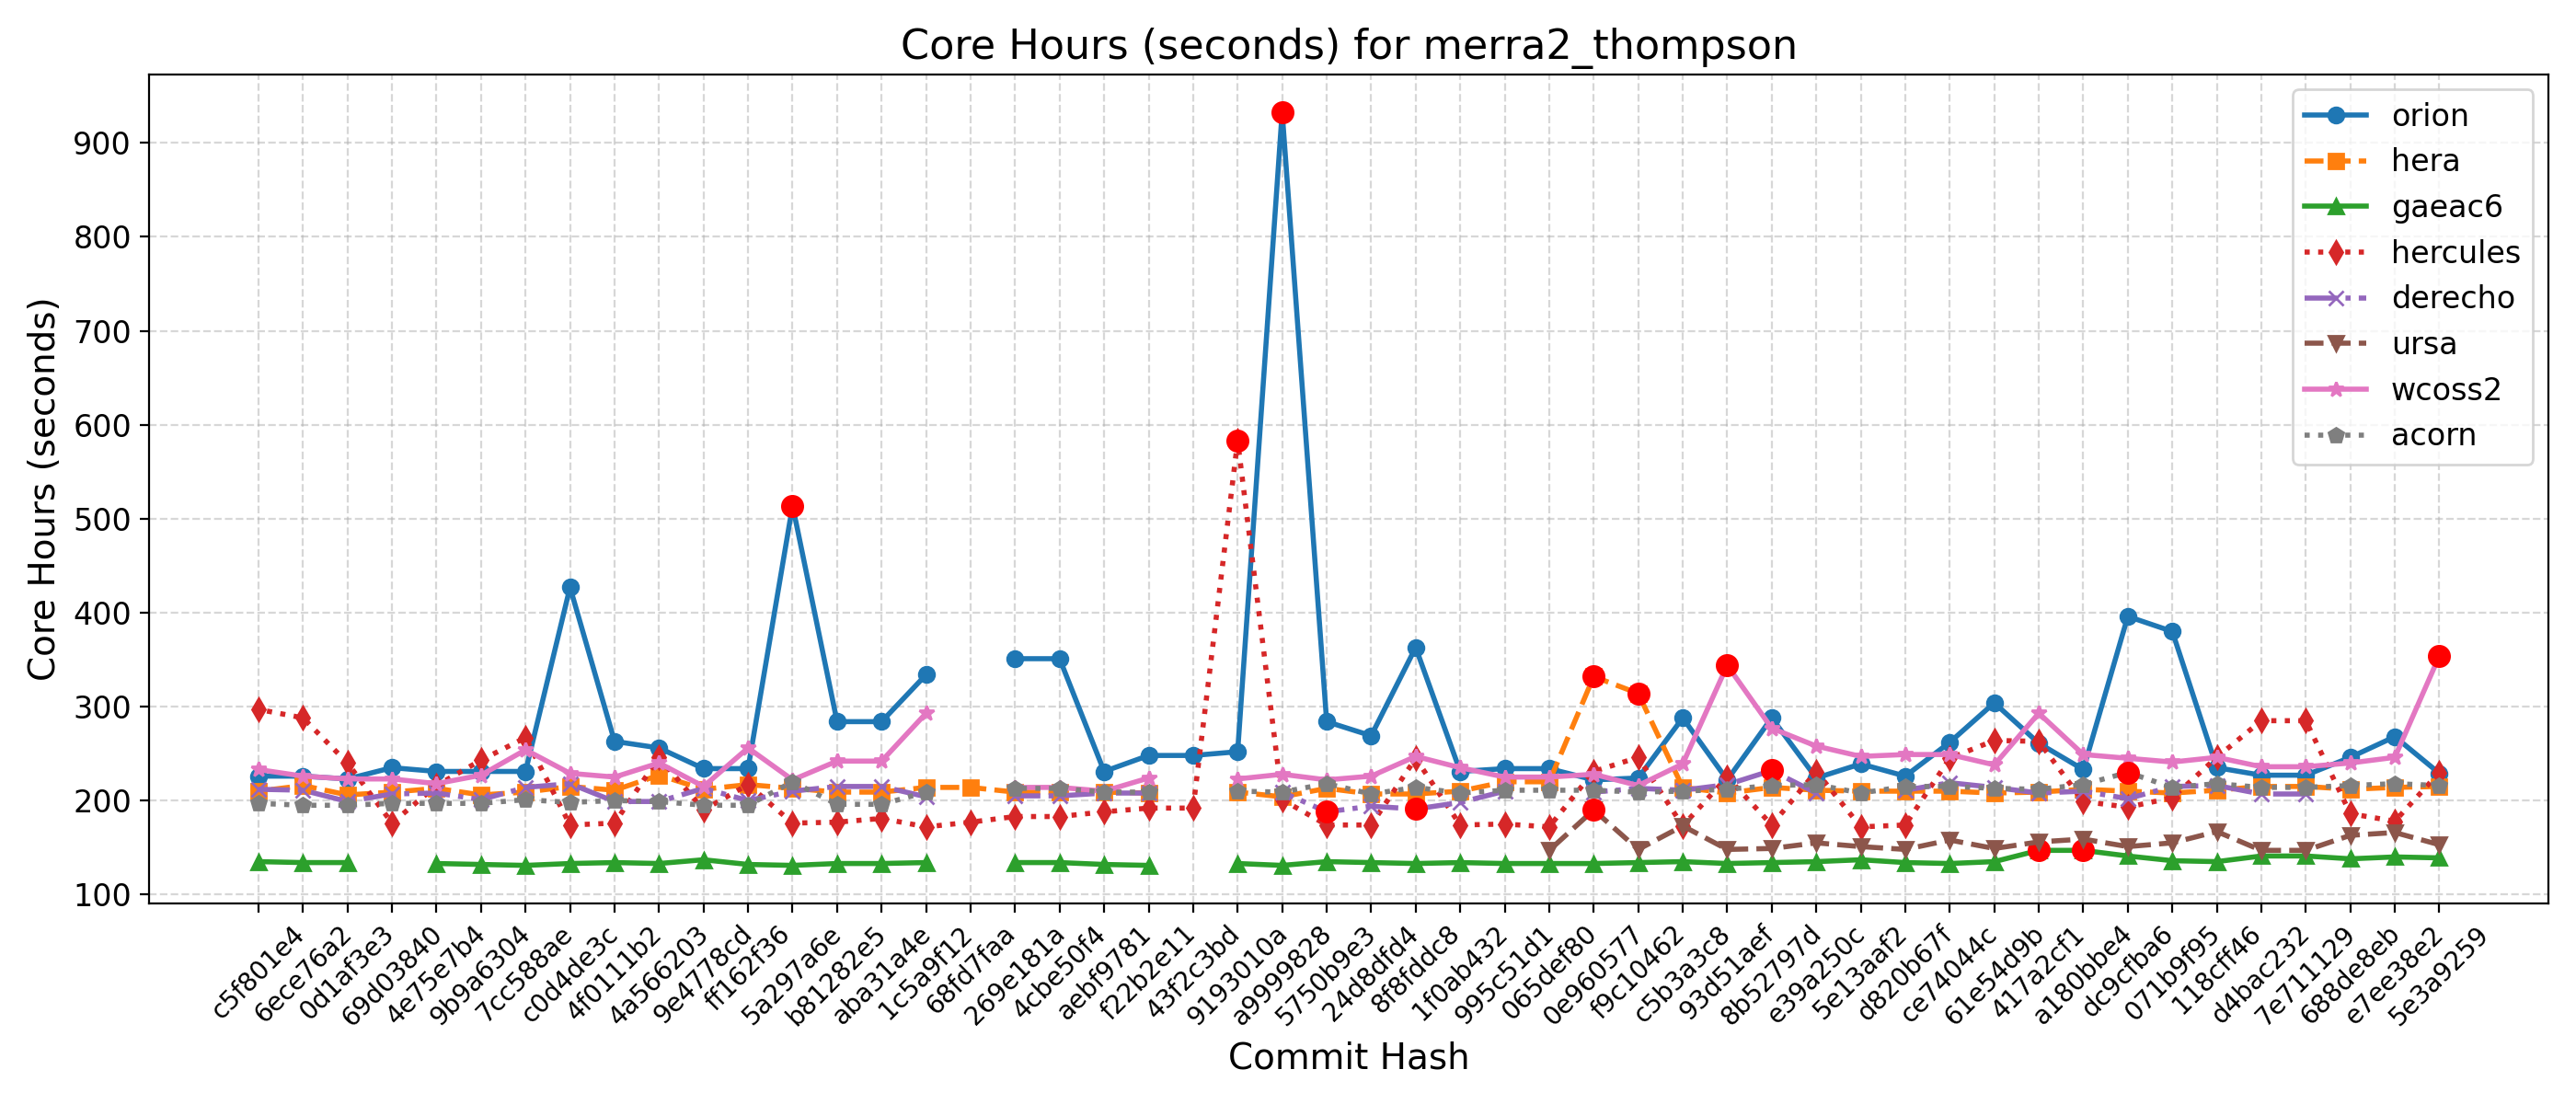 Core Hours (seconds) for merra2_thompson
Core Hours (seconds)
900
800
700
600
500
400
300
200
100
orion
hera
gaeac6
hercules
derecho
ursa
wcoss2
acorn
c5f801e4
6ece76a2
0d1af3e3
69d03840
4e75e7b4
9b9a6304
7cc588ae
c0d4de3c
4f0111b2
4a566203
9e4778cd
ff162f36
5a297a6e
b81282e5
aba31a4e
1c5a9f12
68fd7faa
269e181a
4cbe50f4
aebf9781
f22b2e11
43f2c3bd
9193010a
a9999828
5750b9e3
24d8dfd4
8f8fddc8
1f0ab432
995c51d1
065def80
0e960577
f9c10462
c5b3a3c8
93d51aef
8b52797d
e39a250c
5e13aaf2
d820b67f
ce74044c
61e54d9b
417a2cf1
a180bbe4
dc9cfba6
071b9f95
118cff46
d4bac232
7e711129
688de8eb
e7ee38e2
5e3a9259
Commit Hash